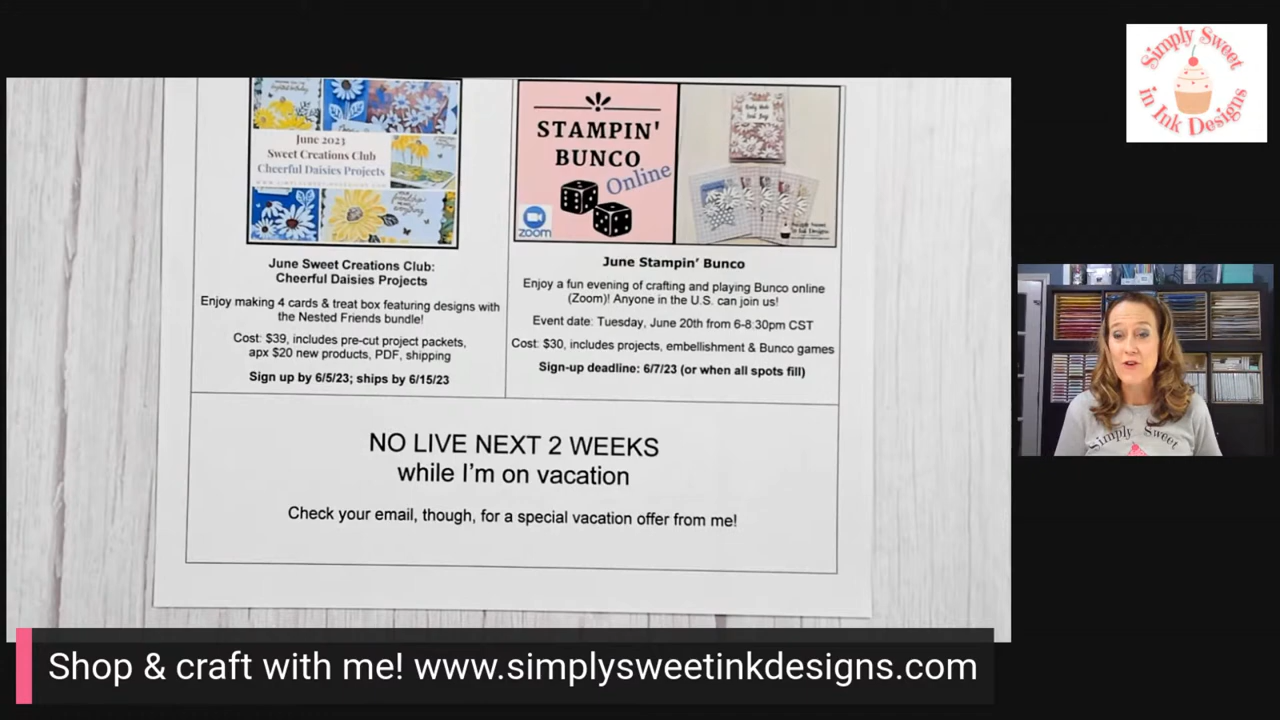 Simply Sweet
in Ink Designs
June 2023
Sweet Creations Club
Cheerful Daisies Projects
STAMPIN'
BUNCO
Online
zoom
June Sweet Creations Club:
Cheerful Daisies Projects
Enjoy making 4 cards & treat box featuring designs with
the Nested Friends bundle!
Cost: $39, includes pre-cut project packets,
apx $20 new products, PDF, shipping
Sign up by 6/5/23; ships by 6/15/23
June Stampin' Bunco
Enjoy a fun evening of crafting and playing Bunco online
(Zoom)! Anyone in the U.S. can join us!
Event date: Tuesday, June 20th from 6-8:30pm CST
Cost: $30, includes projects, embellishment & Bunco games
Sign-up deadline: 6/7/23 (or when all spots fill)
NO LIVE NEXT 2 WEEKS
while I'm on vacation
Check your email, though, for a special vacation offer from me!
Simply Sweet
Shop & craft with me! www.simplysweetinkdesigns.com